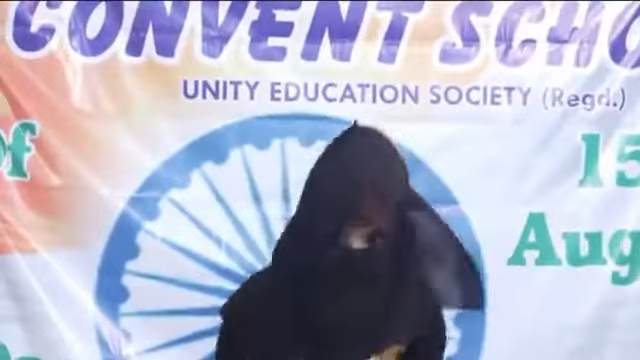 CONVENT SCHO
UNITY EDUCATION SOCIETY (Regd.)
of
15
Aug